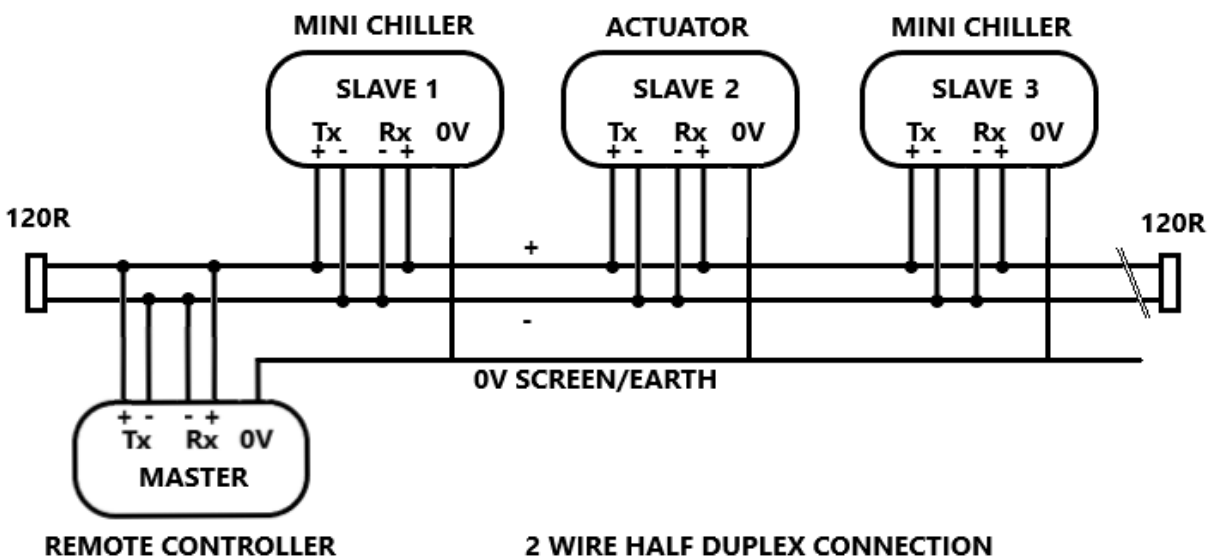 MINI CHILLER ACTUATOR MINI CHILLER
SLAVE 1 SLAVE 2 SLAVE 3
Tx Rx 0V Tx Rx 0V Tx Rx 0V
+ - - + + - - + + - - +
120R 120R
+
-
0V SCREEN/EARTH
+ - - +
Tx Rx 0V
MASTER
REMOTE CONTROLLER 2 WIRE HALF DUPLEX CONNECTION